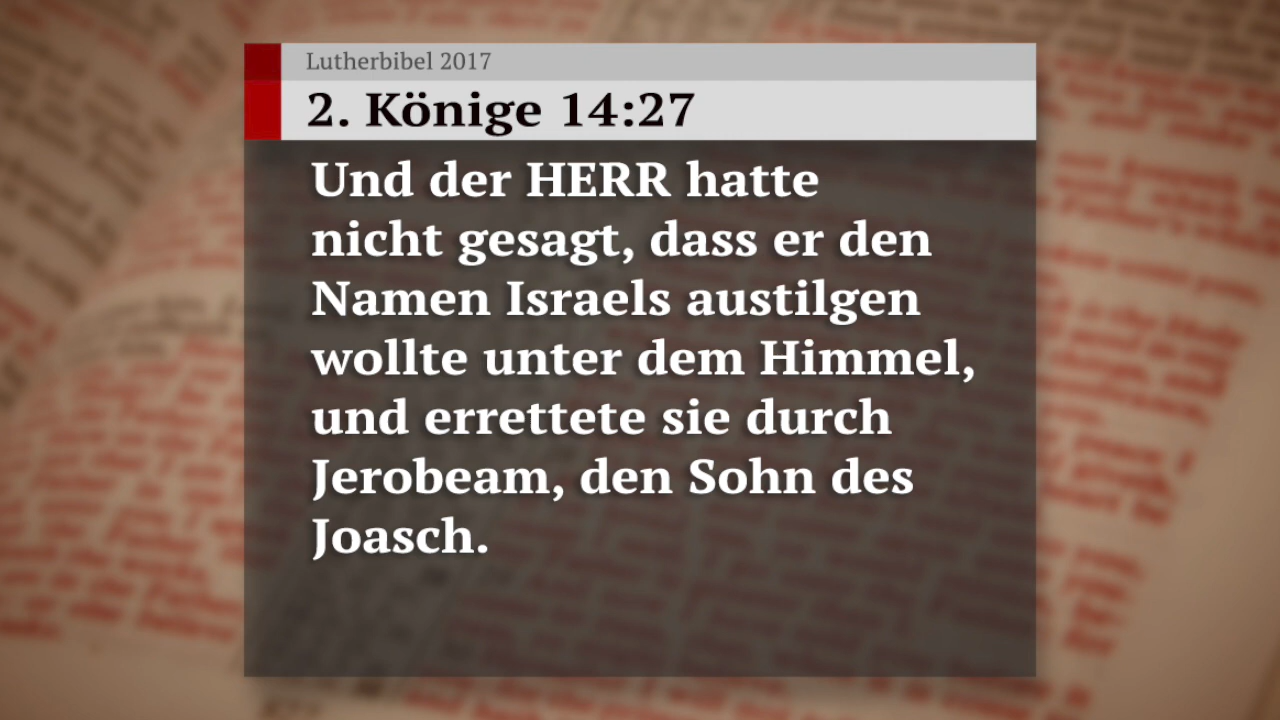 Lutherbibel 2017
2. Könige 14:27
Und der HERR hatte
nicht gesagt, dass er den
Namen Israels austilgen
wollte unter dem Himmel,
und errettete sie durch
Jerobeam, den Sohn des
Joasch.